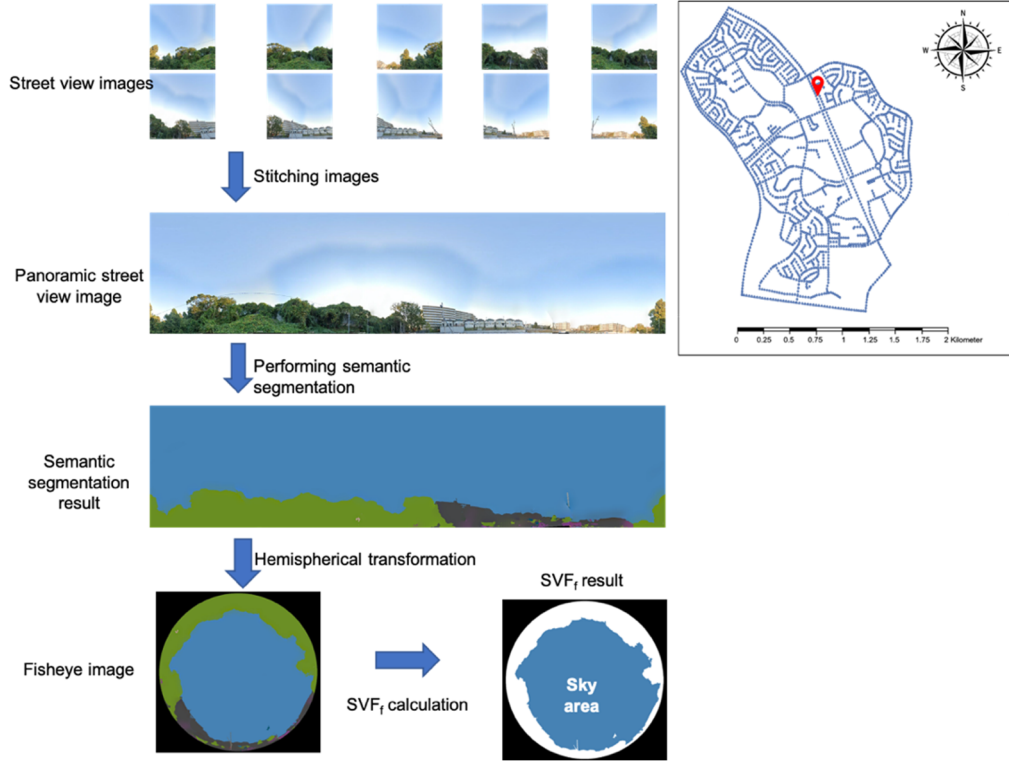 Street view images
Stitching images
Panoramic street
view image
Performing semantic
segmentation
Semantic
segmentation
result
Hemispherical transformation
Fisheye image
SVFf calculation
SVFf result
Sky
area
N
W E
S
0 0.25 0.5 0.75 1 1.25 1.5 1.75 2 Kilometer